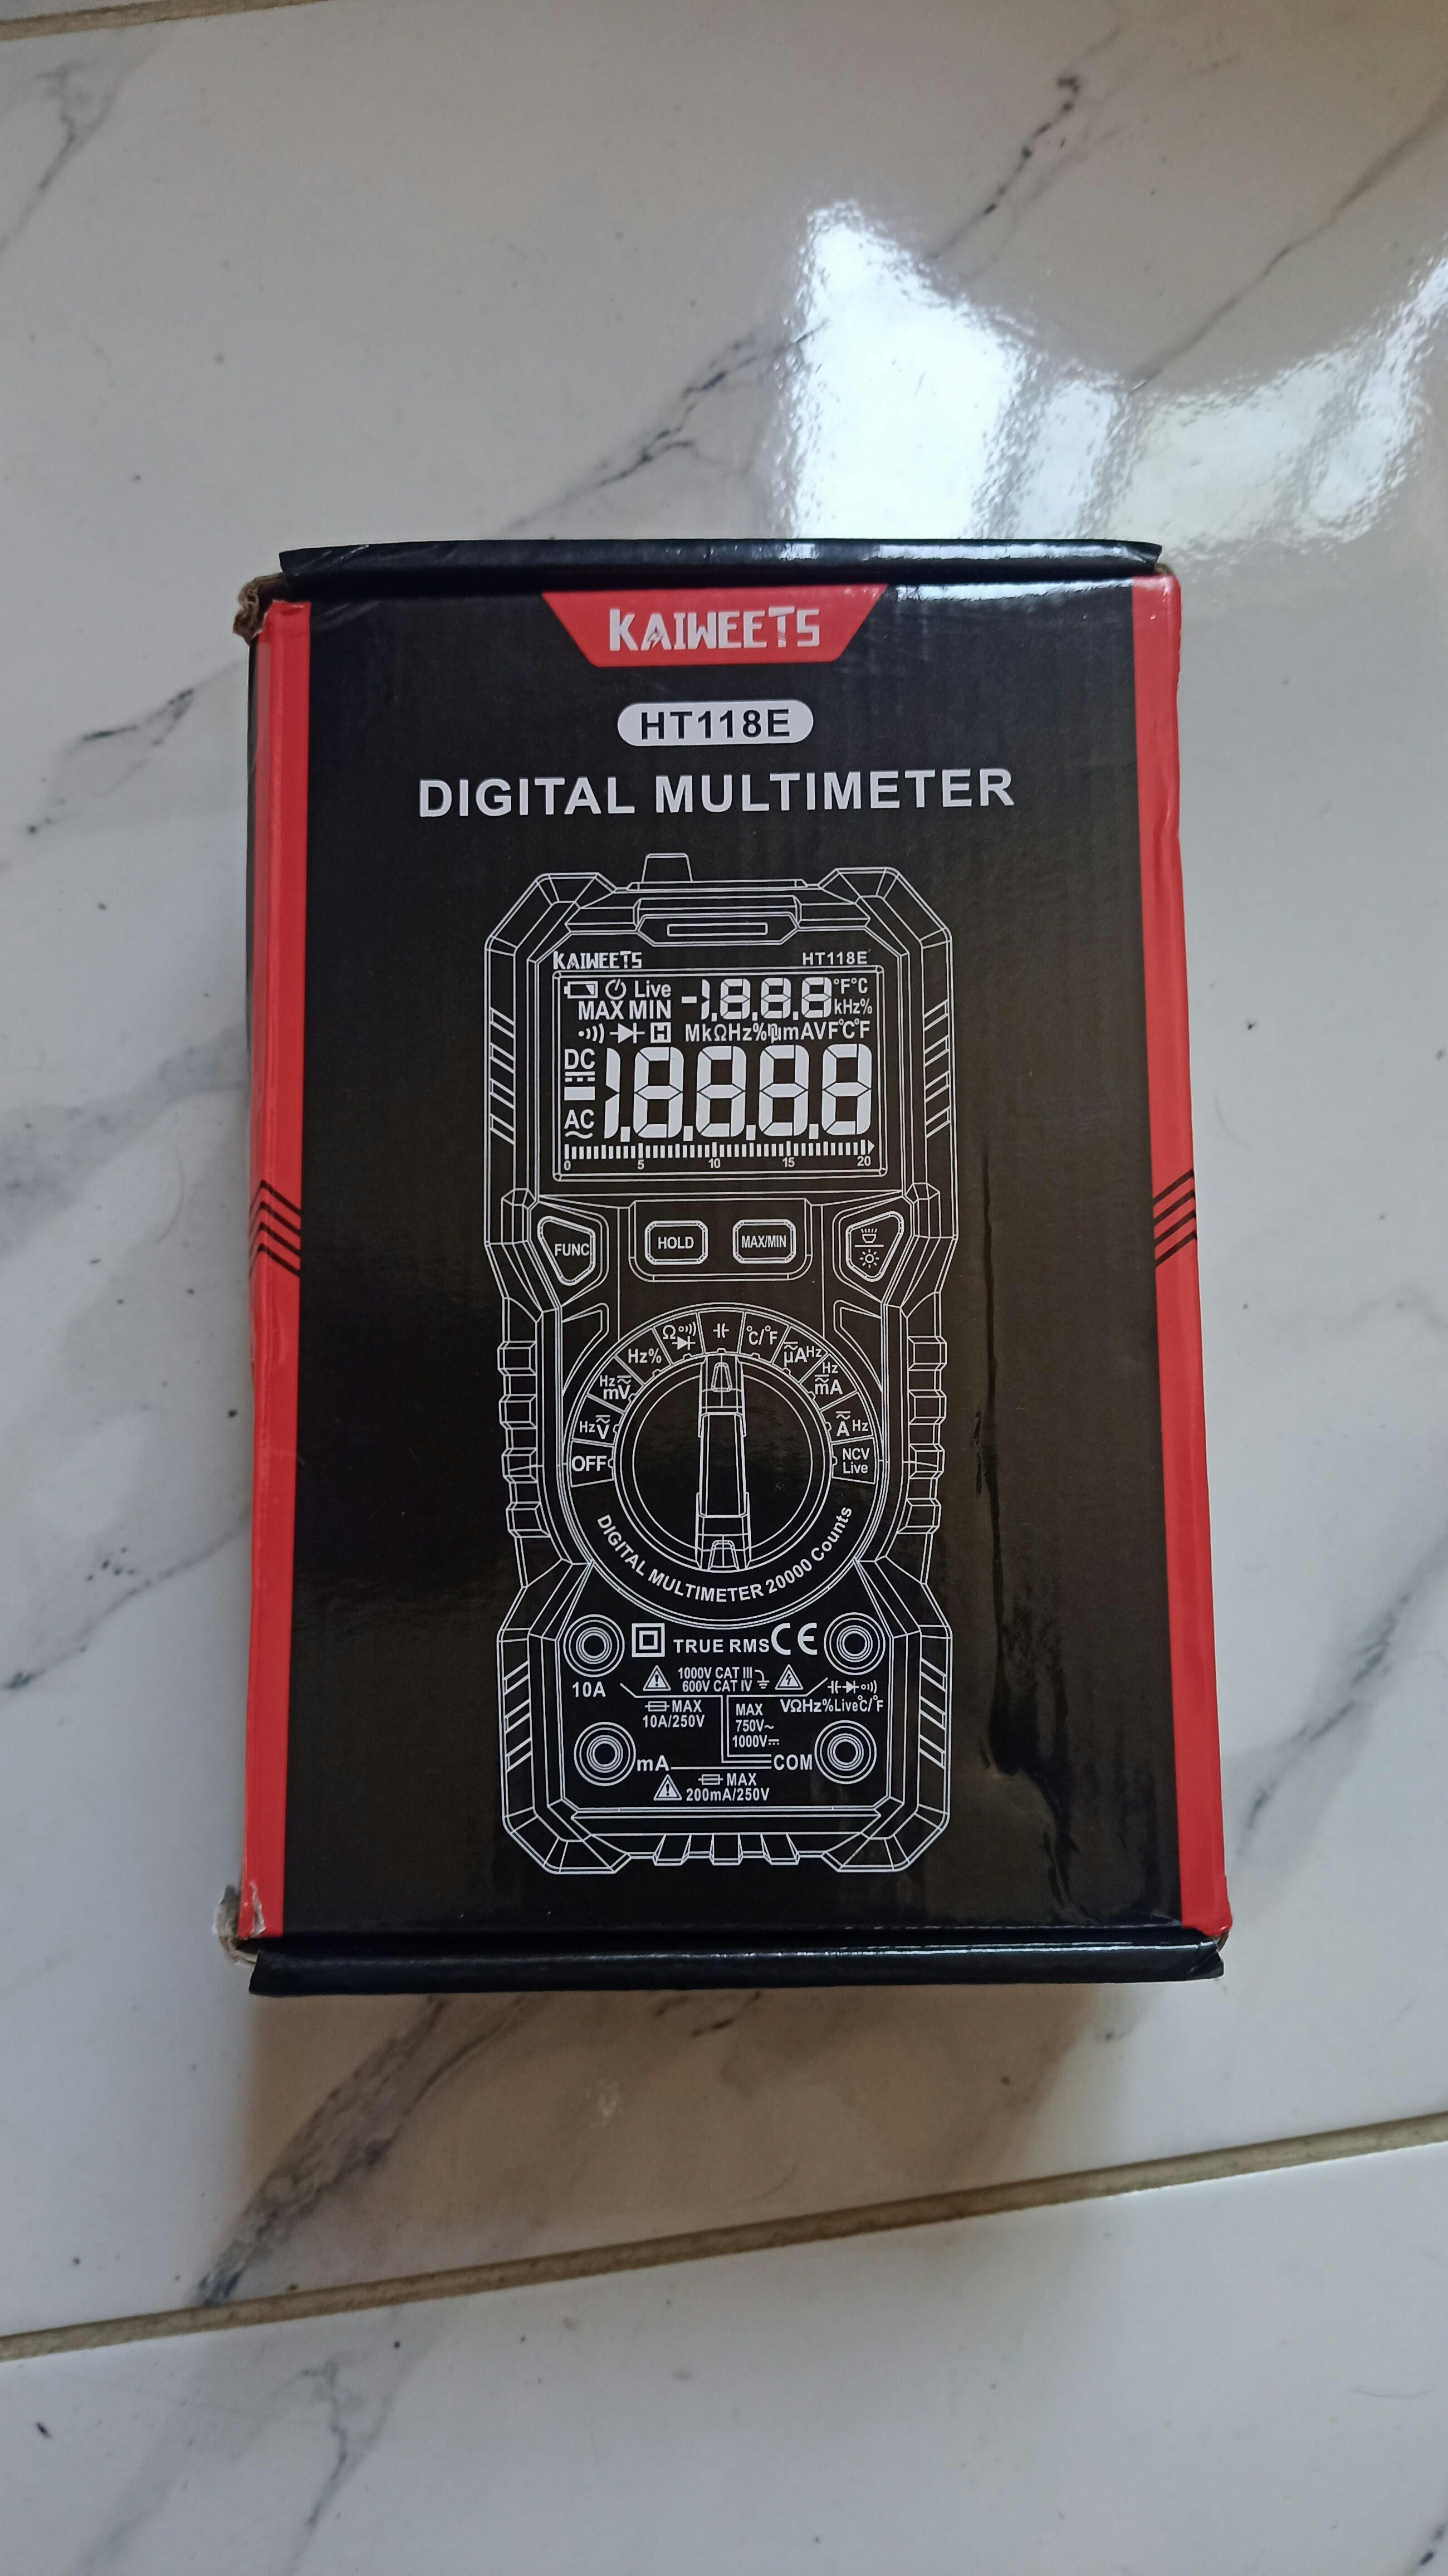 KAIWEETS
HT118E
DIGITAL MULTIMETER
KAIWEETS HT118E
Live -1.8.8.8 °F°C
MAX MIN kHz%
H MkΩHz%nµmAVF°C°F
DC
-1.8.8.8.8
AC
0 5 10 15 20
FUNC HOLD MAX/MIN
OFF
Hz V
Hz mV
Hz%
Ω
°C/°F
µA Hz
Hz mA
A Hz
NCV Live
DIGITAL MULTIMETER 20000 Counts
TRUE RMS CE
1000V CAT III
600V CAT IV
10A
MAX
10A/250V
MAX
750V~
1000V
VΩHz%Live°C/°F
mA COM
MAX
200mA/250V